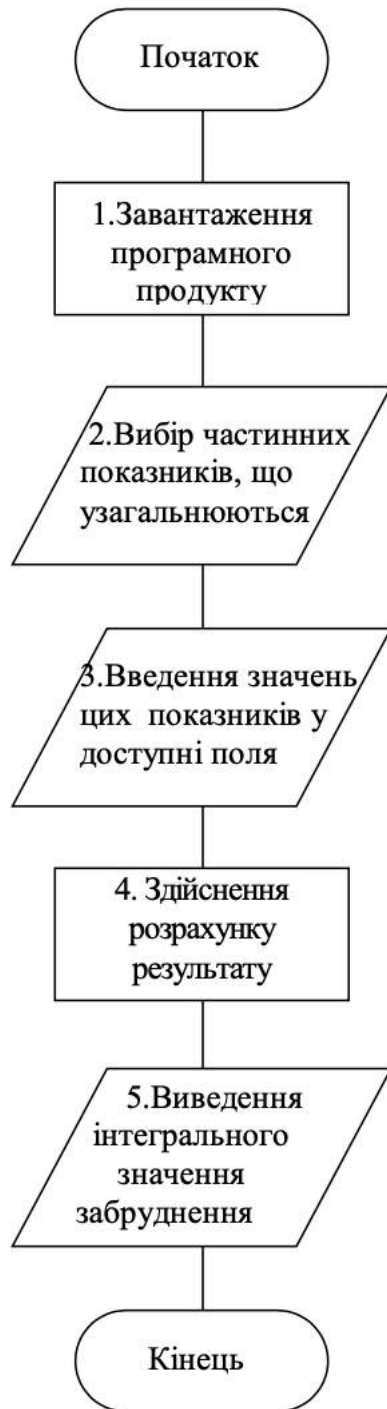 Початок
1.Завантаження
програмного
продукту
2.Вибір частинних
показників, що
узагальнюються
3.Введення значень
цих показників у
доступні поля
4. Здійснення
розрахунку
результату
5.Виведення
інтегрального
значення
забруднення
Кінець